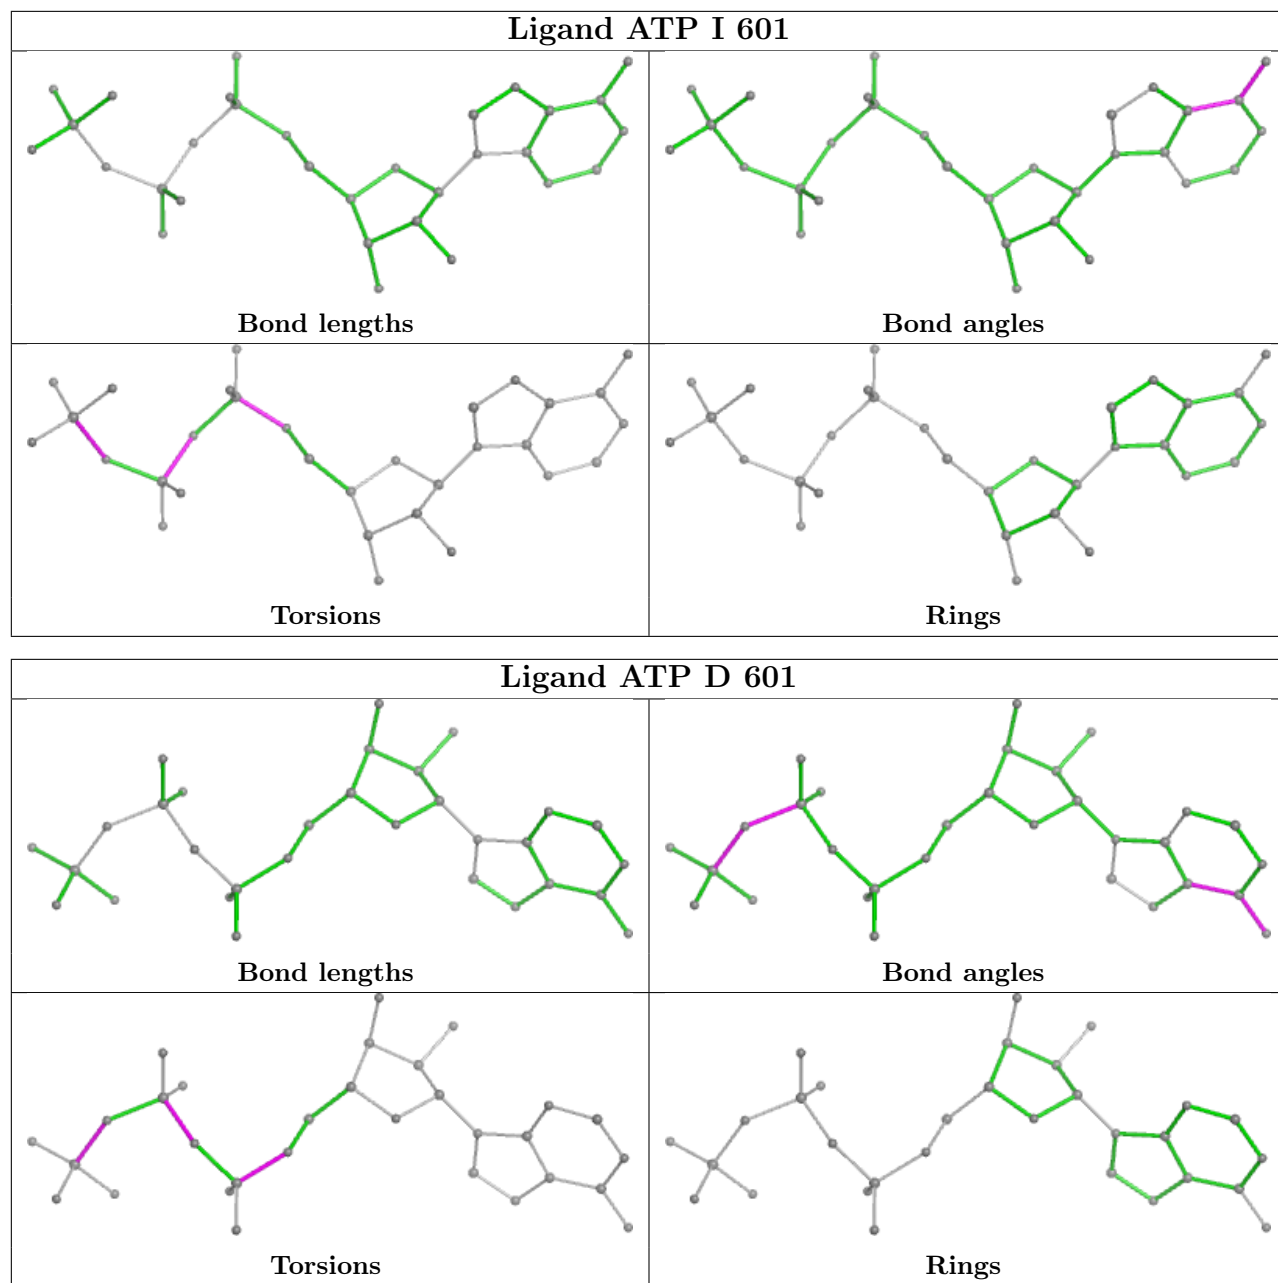 Ligand ATP I 601
Bond lengths
Bond angles
Torsions
Rings
Ligand ATP D 601
Bond lengths
Bond angles
Torsions
Rings